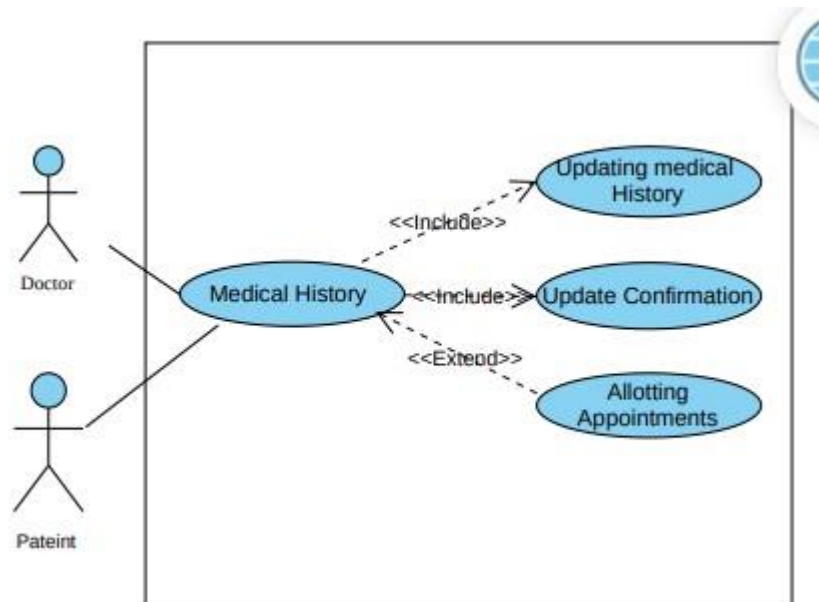 Updating medical
History
<<Include>>
Doctor
Medical History
<<Include>>
Update Confirmation
<<Extend>>
Allotting
Appointments
Pateint